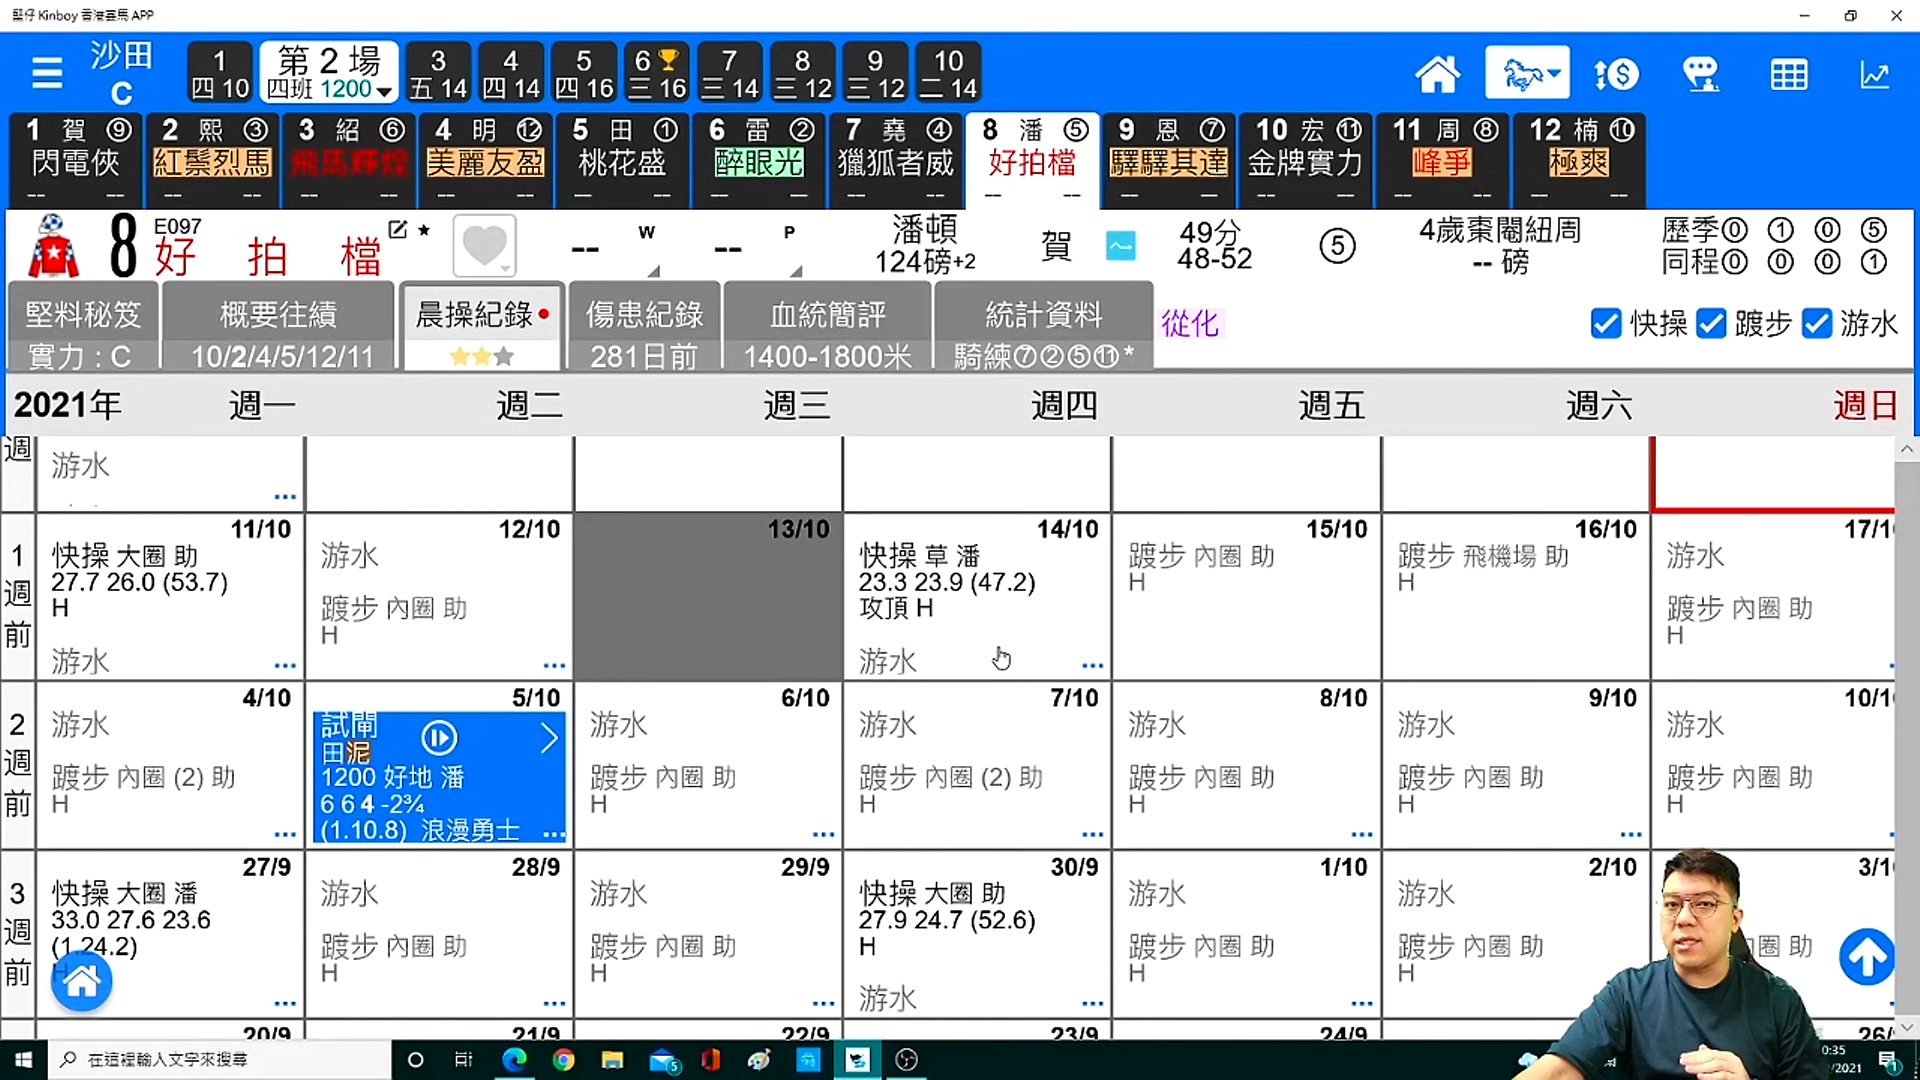 堅仔 Kinboy 香港賽馬 APP
沙田
C
1
四 10
第 2 場
四班 1200
3
五 14
4
四 14
5
四 16
6
三 16
7
三 14
8
三 12
9
三 12
10
二 14
1 賀 ⑨
閃電俠
-- --
2 熙 ③
紅鬃烈馬
-- --
3 紹 ⑥
飛馬輝煌
-- --
4 明 ⑫
美麗友盈
-- --
5 田 ①
桃花盛
-- --
6 雷 ②
醉眼光
-- --
7 堯 ④
獵狐者威
-- --
8 潘 ⑤
好拍檔
-- --
9 恩 ⑦
驛驛其達
-- --
10 宏 ⑪
金牌實力
-- --
11 周 ⑧
峰爭
-- --
12 楠 ⑩
極爽
-- --
8
E097
好拍檔
-- W
-- P
潘頓
124磅+2
賀
49分
48-52
⑤
4歲棗閹紐周
-- 磅
歷季⓪ ① ⓪ ⑤
同程⓪ ⓪ ⓪ ①
堅料秘笈
實力 : C
概要往績
10/2/4/5/12/11
晨操紀錄
傷患紀錄
281日前
血統簡評
1400-1800米
統計資料
騎練⑦②⑤⑪*
從化
快操 踱步 游水
2021年 週一 週二 週三 週四 週五 週六 週日
週
游水
...
1週前
11/10
快操 大圈 助
27.7 26.0 (53.7)
H
游水
...
12/10
游水
踱步 內圈 助
H
...
13/10
14/10
快操 草 潘
23.3 23.9 (47.2)
攻頂 H
游水
...
15/10
踱步 內圈 助
H
16/10
踱步 飛機場 助
H
17/1
游水
踱步 內圈 助
H
2週前
4/10
游水
踱步 內圈 (2) 助
H
...
5/10
試閘
田泥
1200 好地 潘
6 6 4 -2¾
(1.10.8) 浪漫勇士
...
6/10
游水
踱步 內圈 助
H
...
7/10
游水
踱步 內圈 (2) 助
H
...
8/10
游水
踱步 內圈 助
H
...
9/10
游水
踱步 內圈 助
H
...
10/1
游水
踱步 內圈 助
H
3週前
27/9
快操 大圈 潘
33.0 27.6 23.6
(1.24.2)
...
28/9
游水
踱步 內圈 助
H
...
29/9
游水
踱步 內圈 助
H
...
30/9
快操 大圈 助
27.9 24.7 (52.6)
H
游水
...
1/10
游水
踱步 內圈 助
H
...
2/10
游水
踱步 內圈 助
H
3/1
圈 助
20/9 21/9 22/9 23/9 24/9 26/
在這裡輸入文字來搜尋
5
0:35
/2021
1